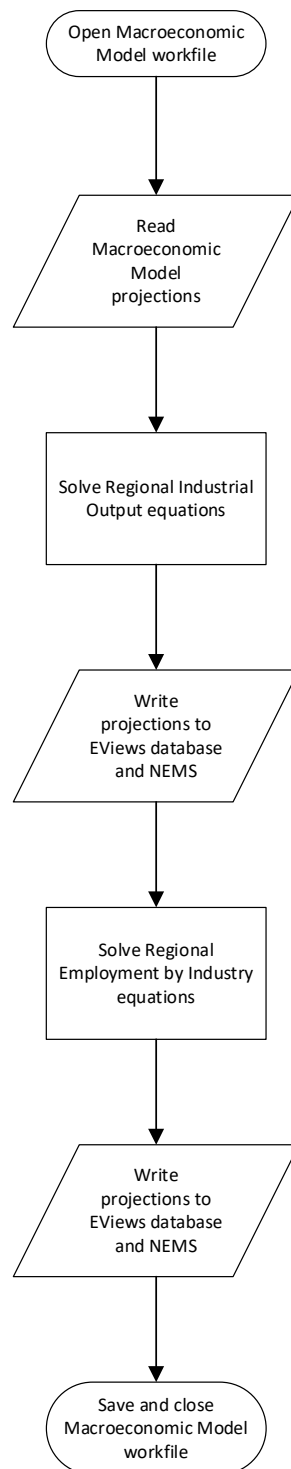 Open Macroeconomic
Model workfile
Read
Macroeconomic
Model
projections
Solve Regional Industrial
Output equations
Write
projections to
EViews database
and NEMS
Solve Regional
Employment by Industry
equations
Write
projections to
EViews database
and NEMS
Save and close
Macroeconomic Model
workfile